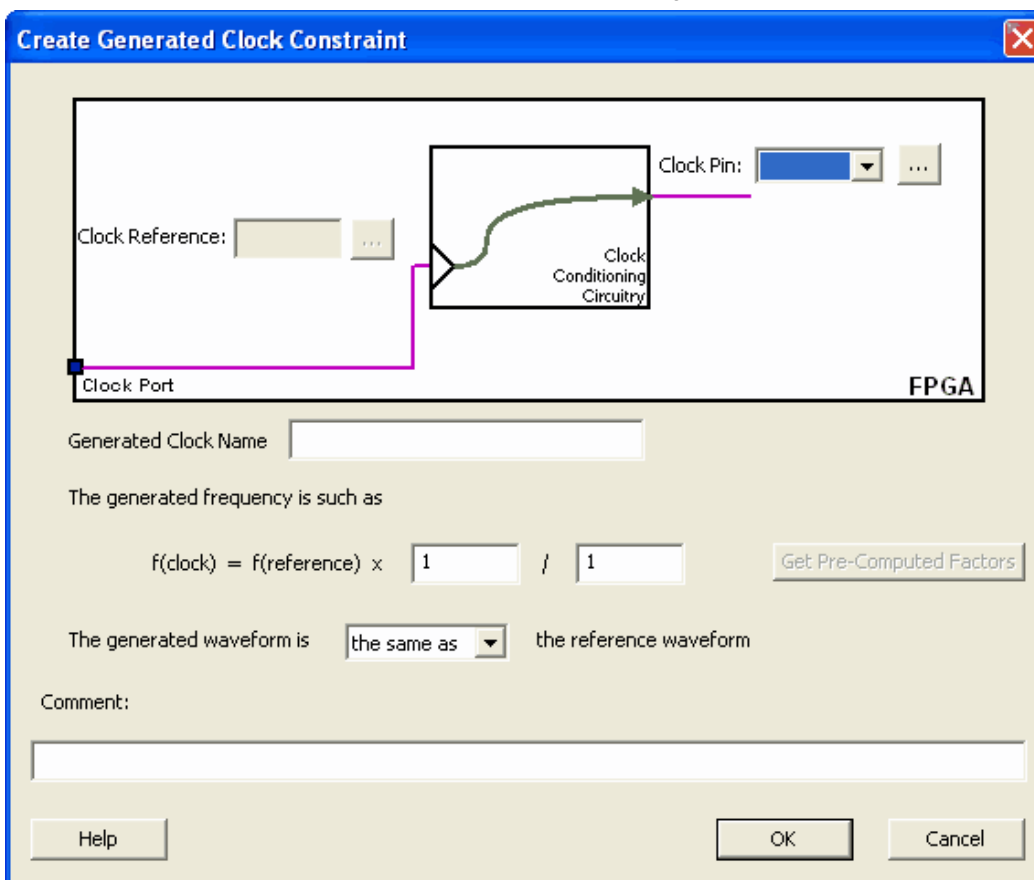 Create Generated Clock Constraint
Clock Pin:
...
Clock Reference:
...
Clock
Conditioning
Circuitry
Clock Port
FPGA
Generated Clock Name
The generated frequency is such as
f(clock) = f(reference) x 1 / 1
Get Pre-Computed Factors
The generated waveform is the same as the reference waveform
Comment:
Help
OK
Cancel